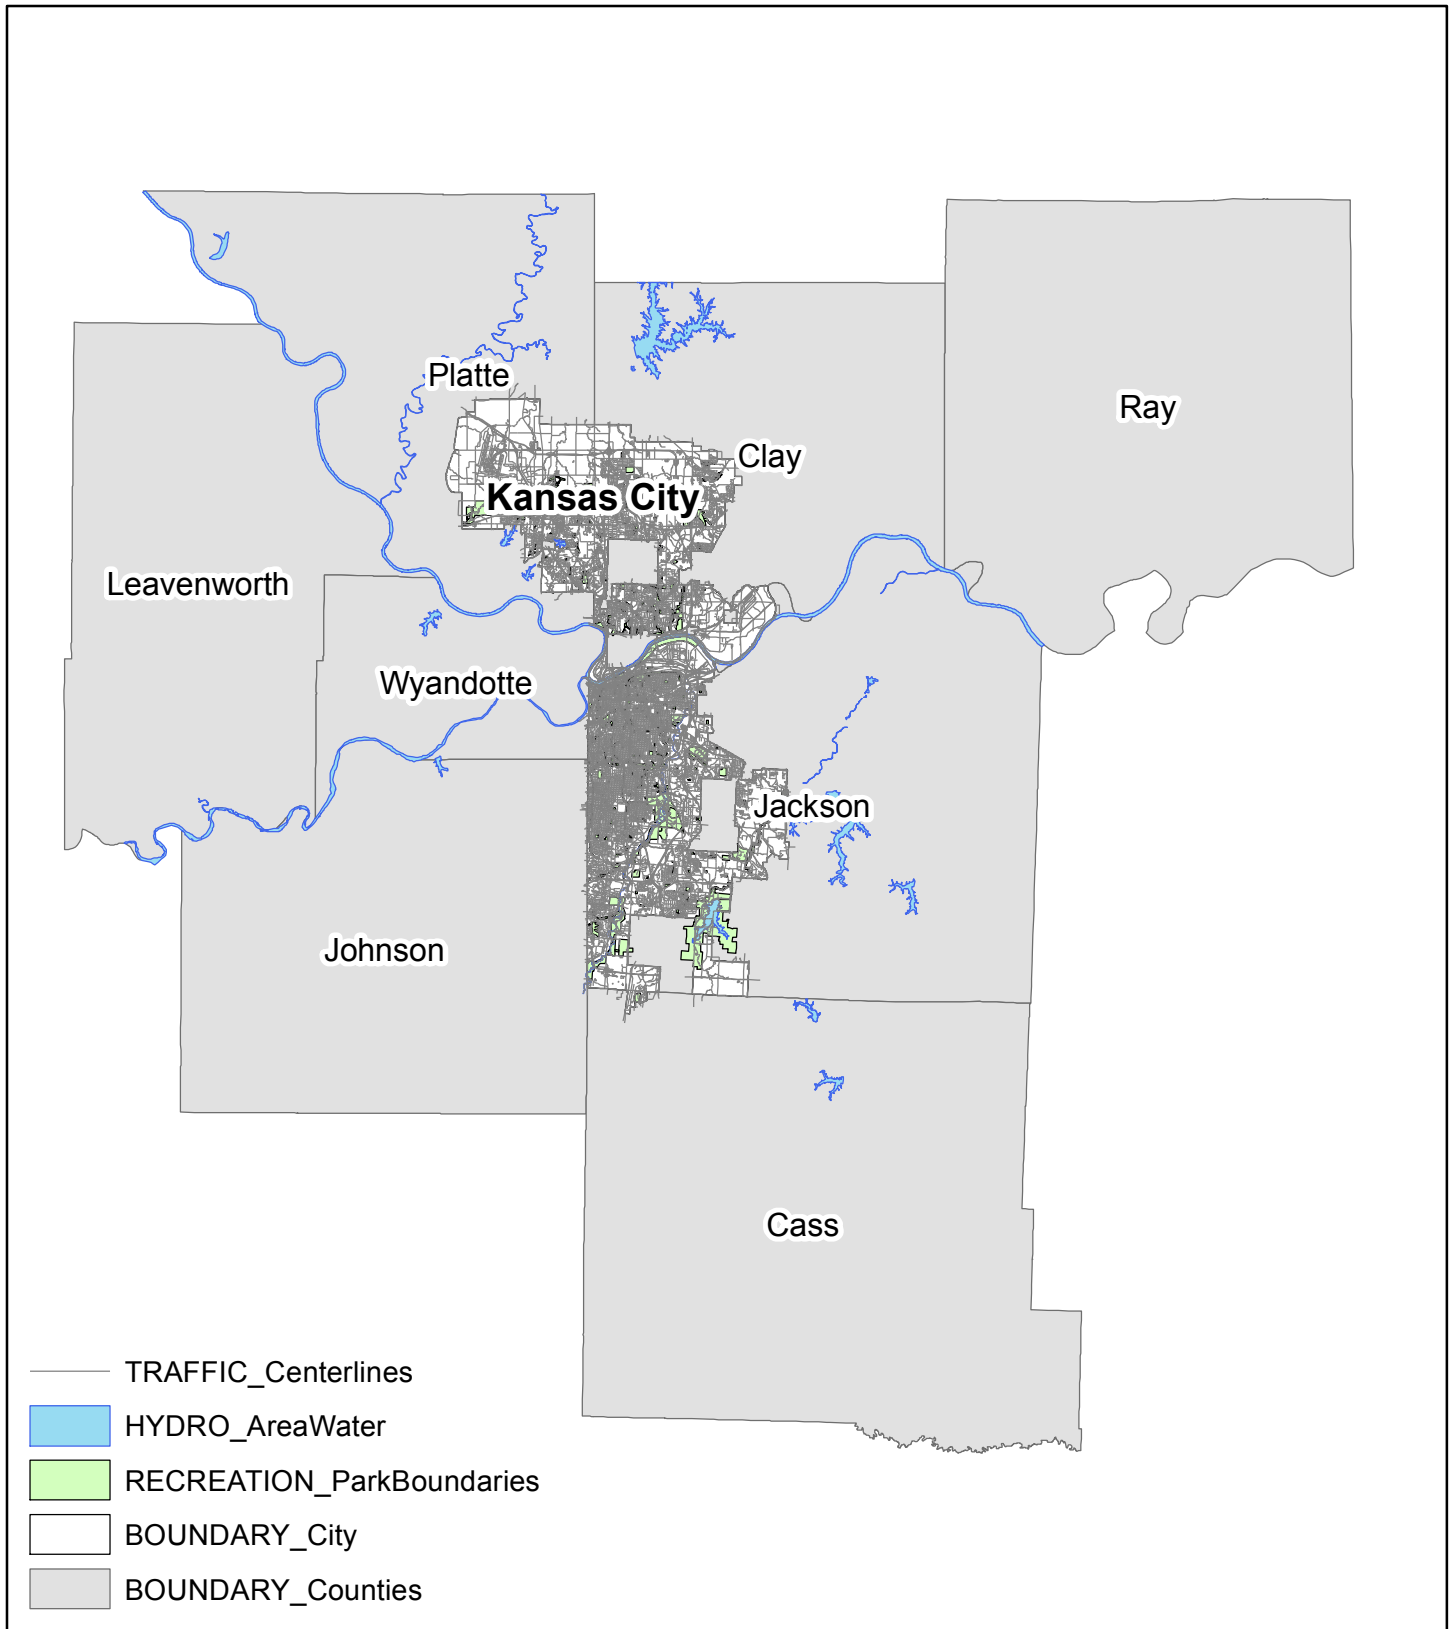 Platte
Ray
Clay
Kansas City
Leavenworth
Wyandotte
Jackson
Johnson
Cass
TRAFFIC_Centerlines
HYDRO_AreaWater
RECREATION_ParkBoundaries
BOUNDARY_City
BOUNDARY_Counties